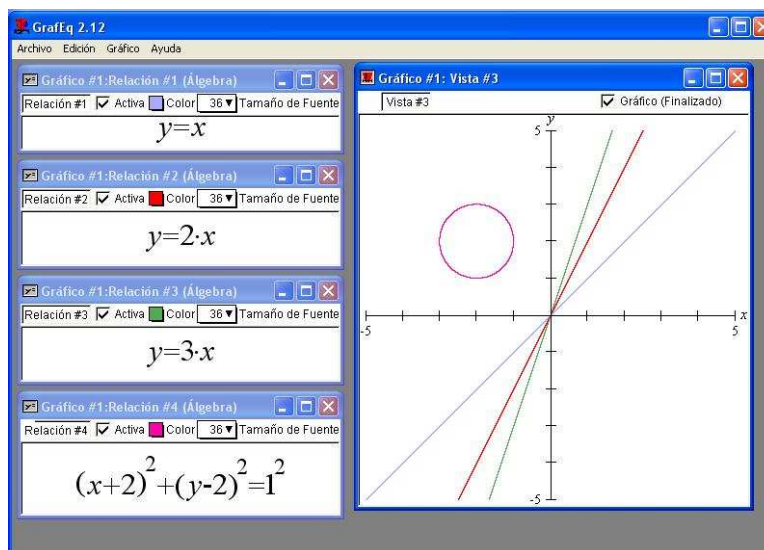 GrafEq 2.12
Archivo Edición Gráfico Ayuda
Gráfico #1:Relación #1 (Álgebra)
Relación #1 Activa Color 36 Tamaño de Fuente
y=x
Gráfico #1:Relación #2 (Álgebra)
Relación #2 Activa Color 36 Tamaño de Fuente
y=2·x
Gráfico #1:Relación #3 (Álgebra)
Relación #3 Activa Color 36 Tamaño de Fuente
y=3·x
Gráfico #1:Relación #4 (Álgebra)
Relación #4 Activa Color 36 Tamaño de Fuente
(x+2)²+(y-2)²=1²
Gráfico #1: Vista #3
Vista #3 Gráfico (Finalizado)
y
5
-5 5 x
-5